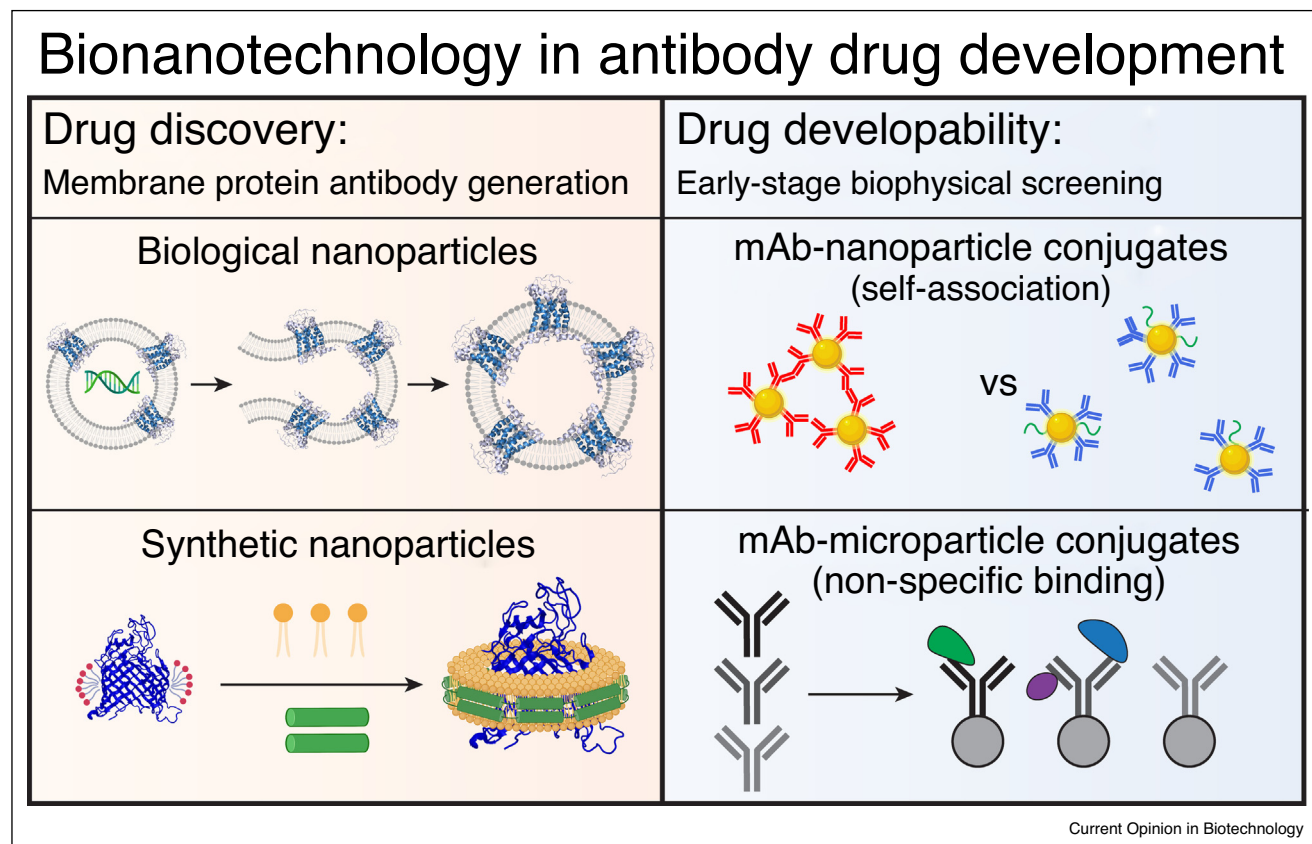 Bionanotechnology in antibody drug development
Drug discovery:
Membrane protein antibody generation
Drug developability:
Early-stage biophysical screening
Biological nanoparticles
mAb-nanoparticle conjugates
(self-association)
vs
Synthetic nanoparticles
mAb-microparticle conjugates
(non-specific binding)
Current Opinion in Biotechnology